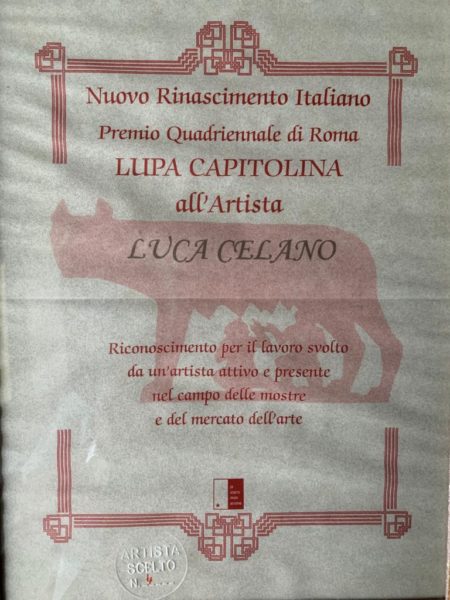 Nuovo Rinascimento Italiano
Premio Quadriennale di Roma
LUPA CAPITOLINA
all'Artista
LUCA CELANO
Riconoscimento per il lavoro svolto
da un'artista attivo e presente
nel campo delle mostre
e del mercato dell'arte
ARTISTA
SCELTO
N. 4